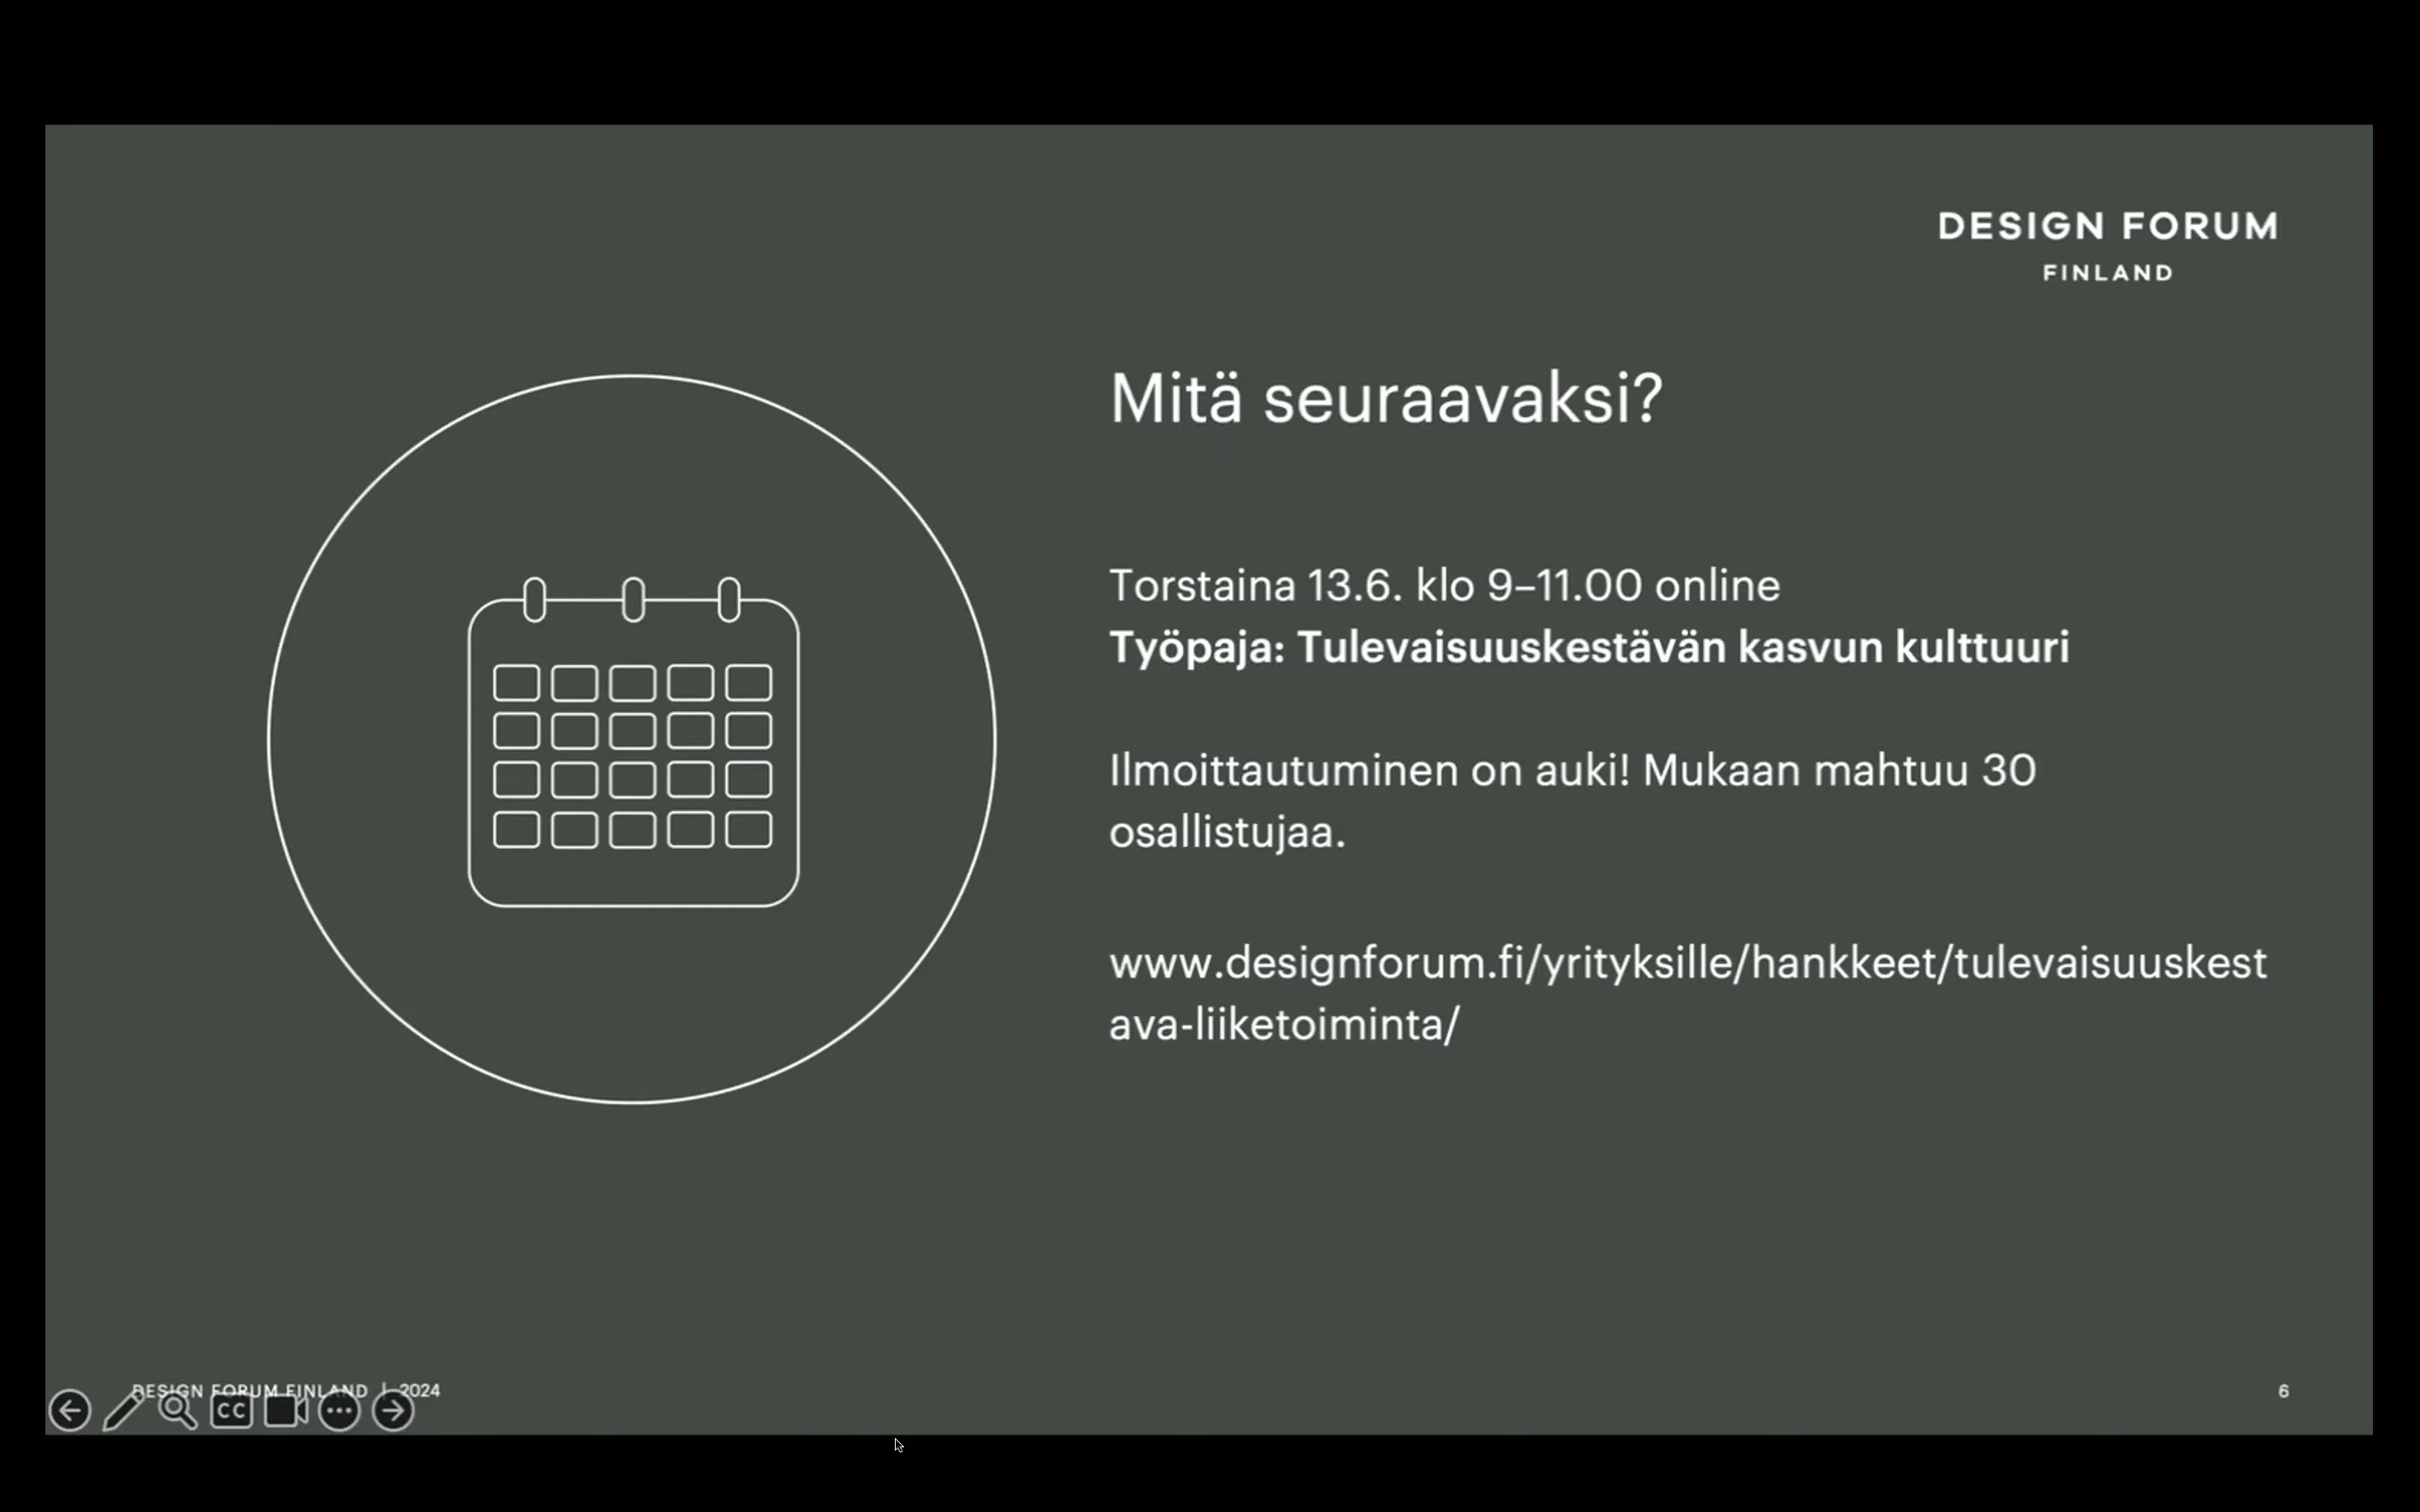 DESIGN FORUM
FINLAND
Mitä seuraavaksi?
Torstaina 13.6. klo 9–11.00 online
Työpaja: Tulevaisuuskestävän kasvun kulttuuri
Ilmoittautuminen on auki! Mukaan mahtuu 30
osallistujaa.
www.designforum.fi/yrityksille/hankkeet/tulevaisuuskest
ava-liiketoiminta/
DESIGN FORUM FINLAND | 2024
CC
6